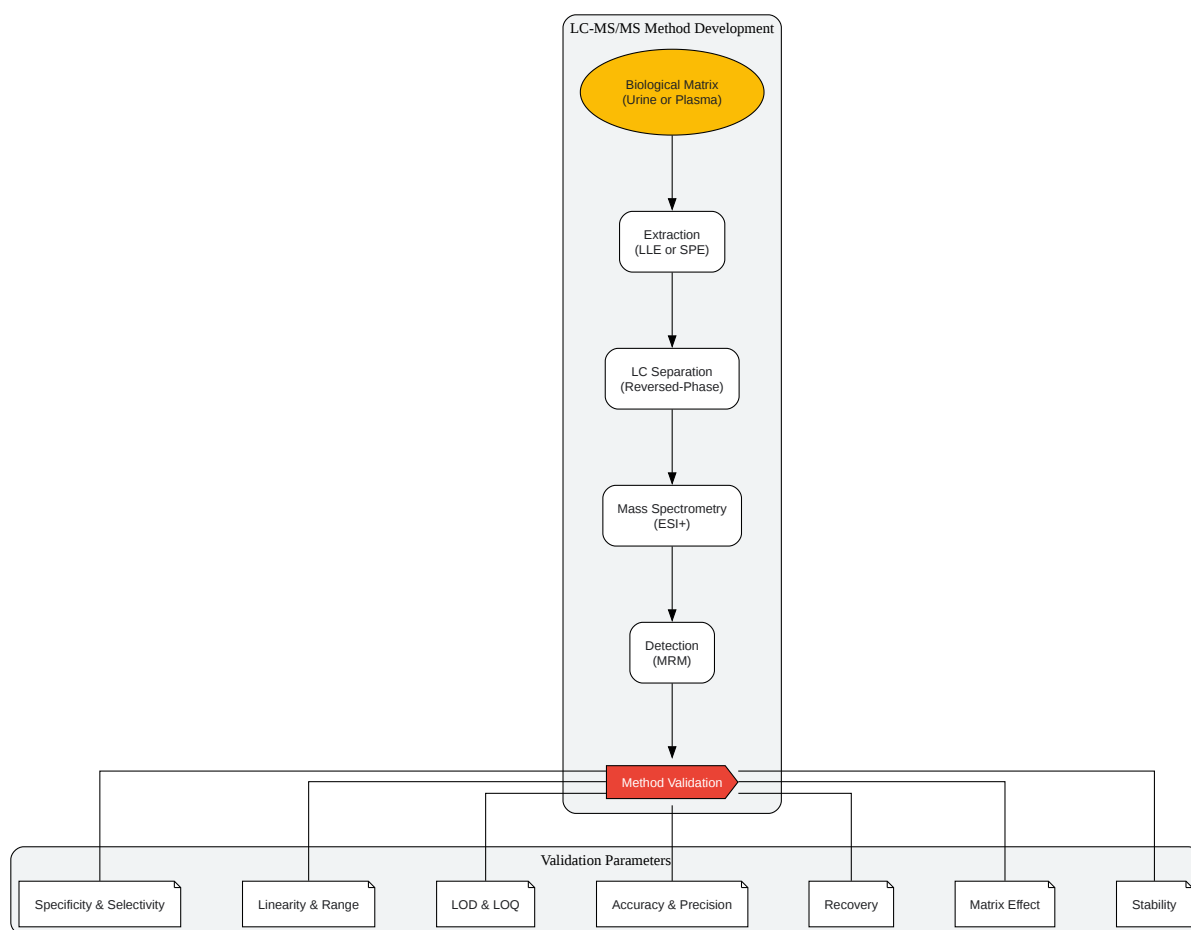 LC-MS/MS Method Development
Biological Matrix
(Urine or Plasma)
Extraction
(LLE or SPE)
LC Separation
(Reversed-Phase)
Mass Spectrometry
(ESI+)
Detection
(MRM)
Method Validation
Validation Parameters
Specificity & Selectivity
Linearity & Range
LOD & LOQ
Accuracy & Precision
Recovery
Matrix Effect
Stability